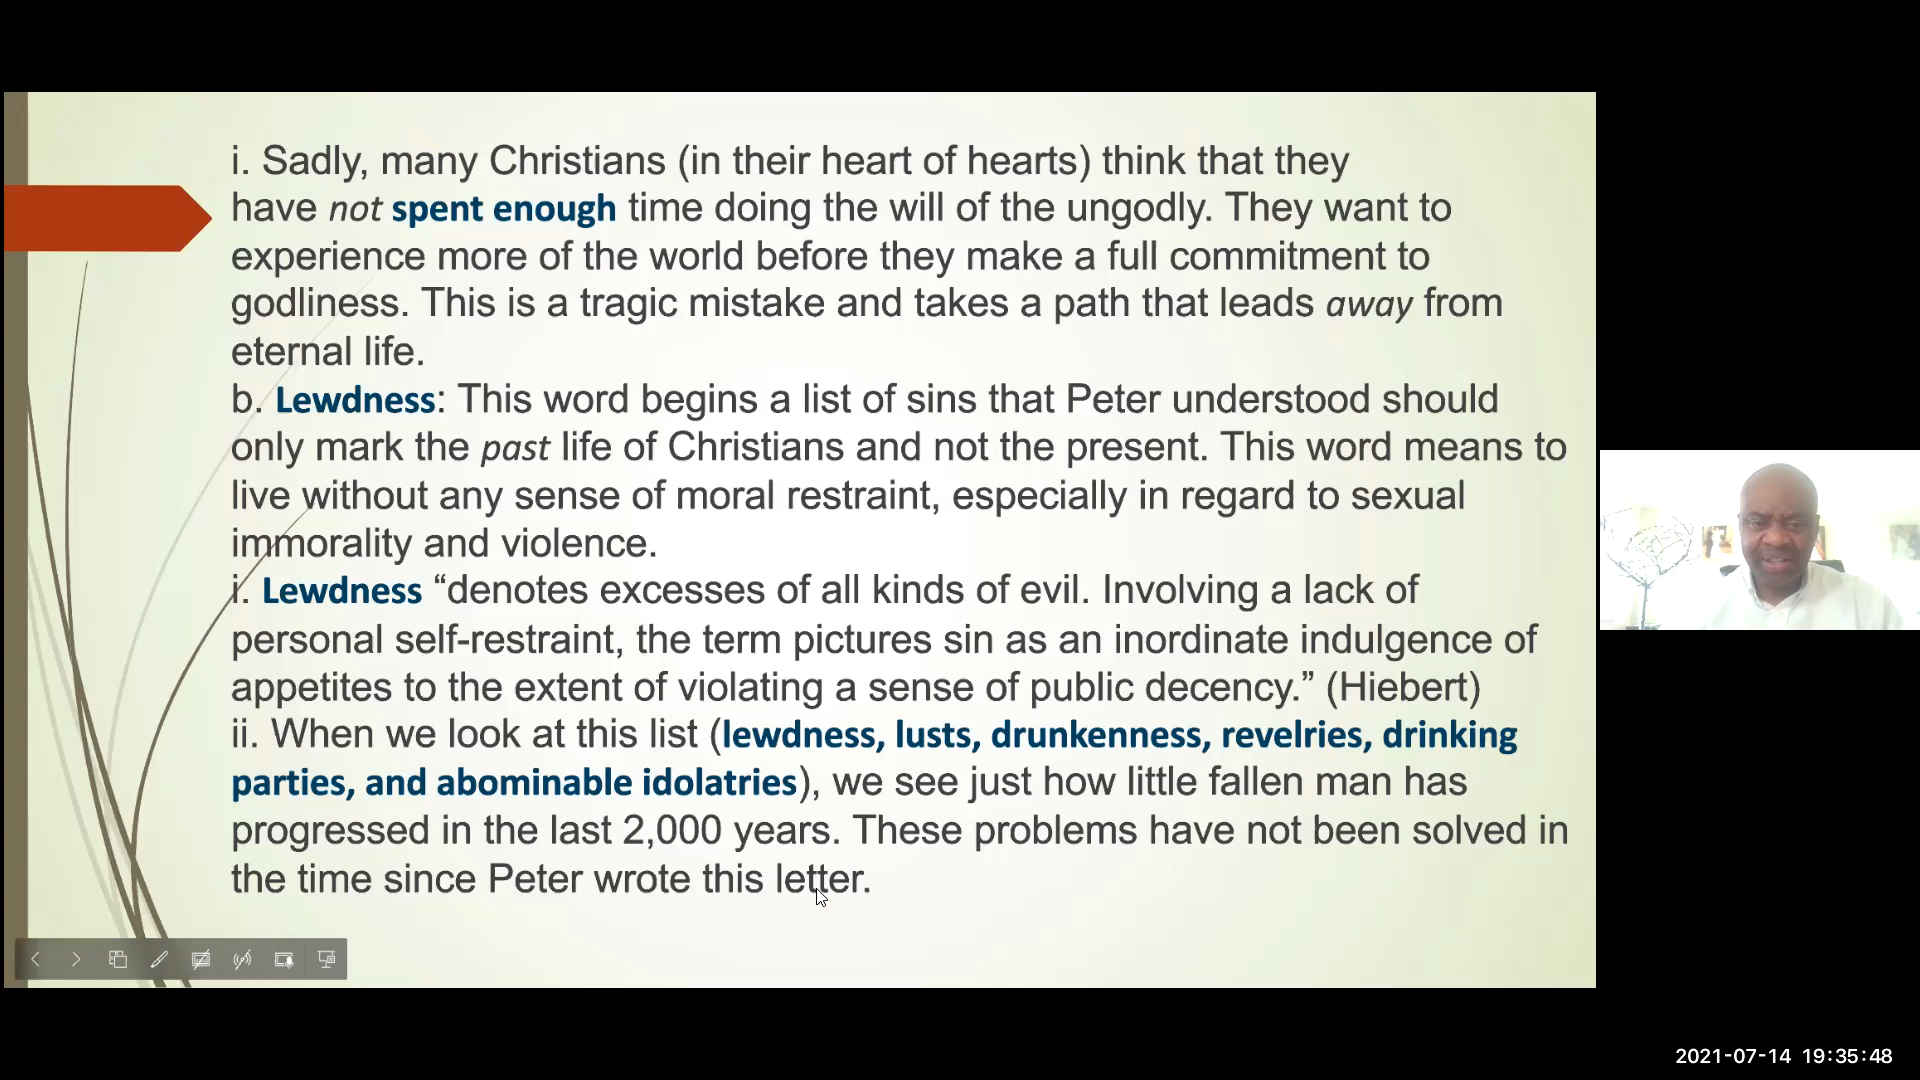 i. Sadly, many Christians (in their heart of hearts) think that they
have not spent enough time doing the will of the ungodly. They want to
experience more of the world before they make a full commitment to
godliness. This is a tragic mistake and takes a path that leads away from
eternal life.
b. Lewdness: This word begins a list of sins that Peter understood should
only mark the past life of Christians and not the present. This word means to
live without any sense of moral restraint, especially in regard to sexual
immorality and violence.
i. Lewdness “denotes excesses of all kinds of evil. Involving a lack of
personal self-restraint, the term pictures sin as an inordinate indulgence of
appetites to the extent of violating a sense of public decency.” (Hiebert)
ii. When we look at this list (lewdness, lusts, drunkenness, revelries, drinking
parties, and abominable idolatries), we see just how little fallen man has
progressed in the last 2,000 years. These problems have not been solved in
the time since Peter wrote this letter.
2021-07-14 19:35:48